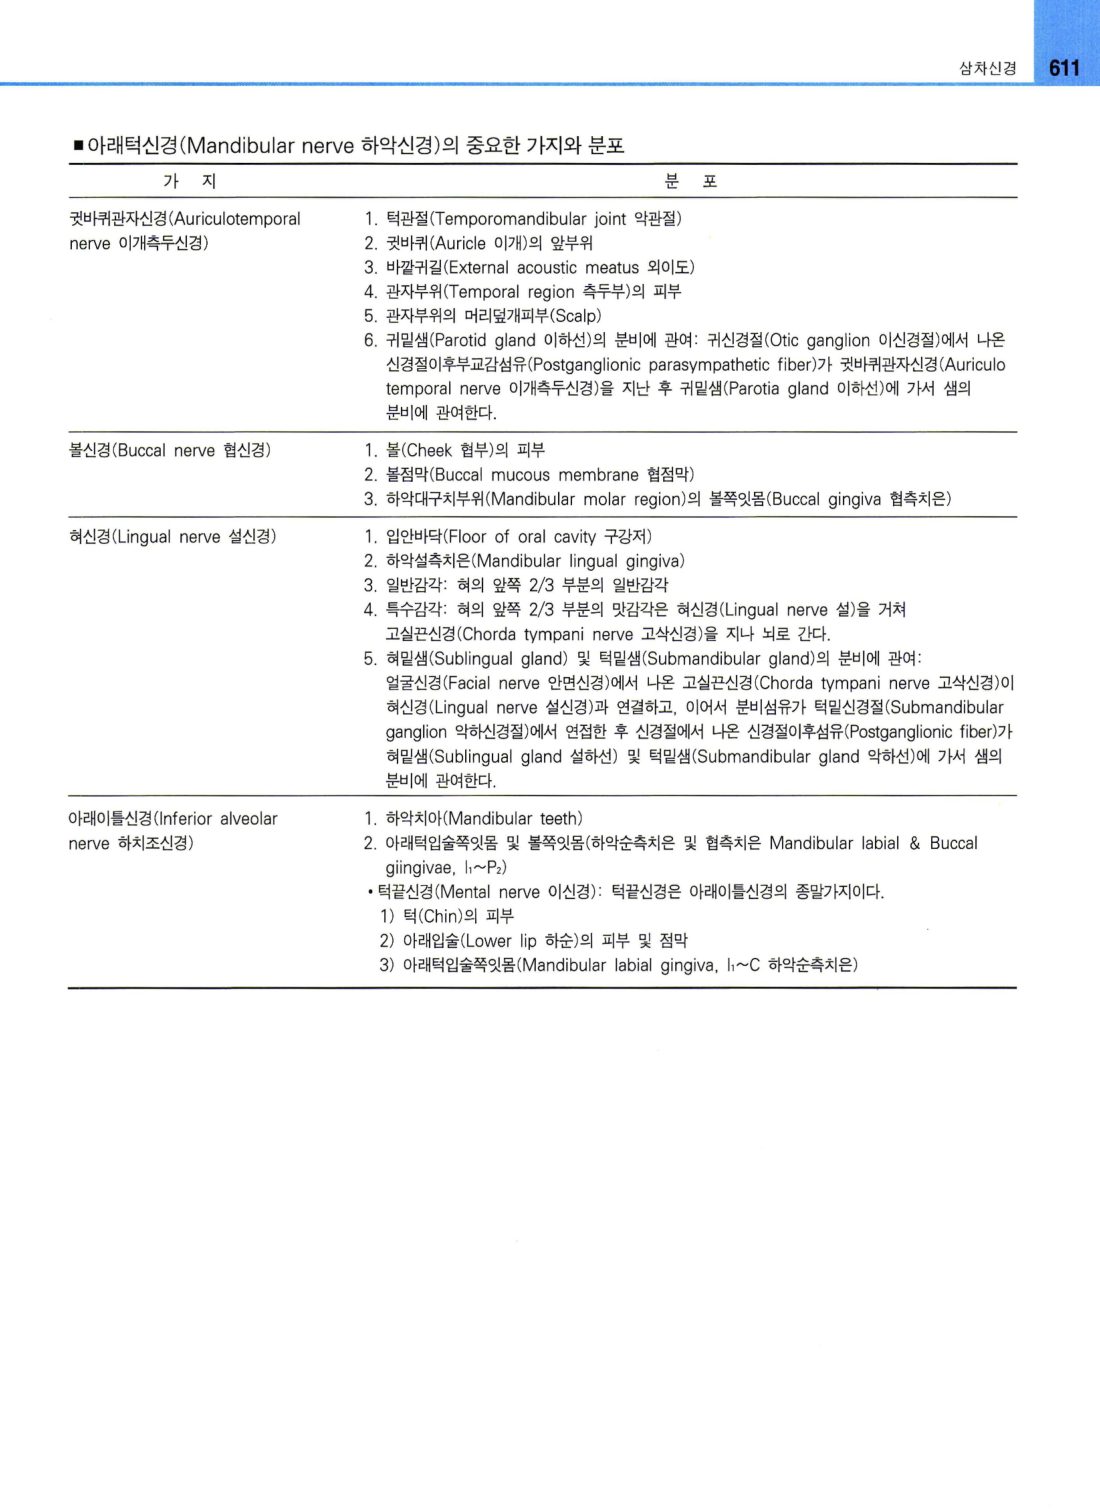 삼차신경 611
■ 아래턱신경(Mandibular nerve 하악신경)의 중요한 가지와 분포
가 지 분 포
귓바퀴관자신경(Auriculotemporal
nerve 이개측두신경)
1. 턱관절(Temporomandibular joint 악관절)
2. 귓바퀴(Auricle 이개)의 앞부위
3. 바깥귀길(External acoustic meatus 외이도)
4. 관자부위(Temporal region 측두부)의 피부
5. 관자부위의 머리덮개피부(Scalp)
6. 귀밑샘(Parotid gland 이하선)의 분비에 관여: 귀신경절(Otic ganglion 이신경절)에서 나온
신경절이후부교감섬유(Postganglionic parasympathetic fiber)가 귓바퀴관자신경(Auriculo
temporal nerve 이개측두신경)을 지난 후 귀밑샘(Parotia gland 이하선)에 가서 샘의
분비에 관여한다.
볼신경(Buccal nerve 협신경)
1. 볼(Cheek 협부)의 피부
2. 볼점막(Buccal mucous membrane 협점막)
3. 하악대구치부위(Mandibular molar region)의 볼쪽잇몸(Buccal gingiva 협측치은)
혀신경(Lingual nerve 설신경)
1. 입안바닥(Floor of oral cavity 구강저)
2. 하악설측치은(Mandibular lingual gingiva)
3. 일반감각: 혀의 앞쪽 2/3 부분의 일반감각
4. 특수감각: 혀의 앞쪽 2/3 부분의 맛감각은 혀신경(Lingual nerve 설)을 거쳐
고실끈신경(Chorda tympani nerve 고삭신경)을 지나 뇌로 간다.
5. 혀밑샘(Sublingual gland) 및 턱밑샘(Submandibular gland)의 분비에 관여:
얼굴신경(Facial nerve 안면신경)에서 나온 고실끈신경(Chorda tympani nerve 고삭신경)이
혀신경(Lingual nerve 설신경)과 연결하고, 이어서 분비섬유가 턱밑신경절(Submandibular
ganglion 악하신경절)에서 연접한 후 신경절에서 나온 신경절이후섬유(Postganglionic fiber)가
혀밑샘(Sublingual gland 설하선) 및 턱밑샘(Submandibular gland 악하선)에 가서 샘의
분비에 관여한다.
아래이틀신경(Inferior alveolar
nerve 하치조신경)
1. 하악치아(Mandibular teeth)
2. 아래턱입술쪽잇몸 및 볼쪽잇몸(하악순측치은 및 협측치은 Mandibular labial & Buccal
giingivae, I₁～P₂)
• 턱끝신경(Mental nerve 이신경): 턱끝신경은 아래이틀신경의 종말가지이다.
1) 턱(Chin)의 피부
2) 아래입술(Lower lip 하순)의 피부 및 점막
3) 아래턱입술쪽잇몸(Mandibular labial gingiva, I₁～C 하악순측치은)